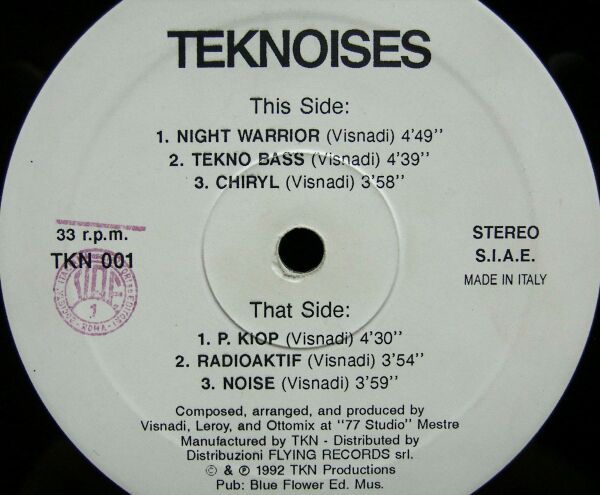 TEKNOISES
This Side:
1. NIGHT WARRIOR (Visnadi) 4'49''
2. TEKNO BASS (Visnadi) 4'39''
3. CHIRYL (Visnadi) 3'58''
33 r.p.m.
TKN 001
STEREO
S.I.A.E.
MADE IN ITALY
That Side:
1. P. KIOP (Visnadi) 4'30''
2. RADIOAKTIF (Visnadi) 3'54''
3. NOISE (Visnadi) 3'59''
Composed, arranged, and produced by
Visnadi, Leroy, and Ottomix at ''77 Studio'' Mestre
Manufactured by TKN - Distributed by
Distribuzioni FLYING RECORDS srl.
© & ℗ 1992 TKN Productions
Pub: Blue Flower Ed. Mus.
ROMA